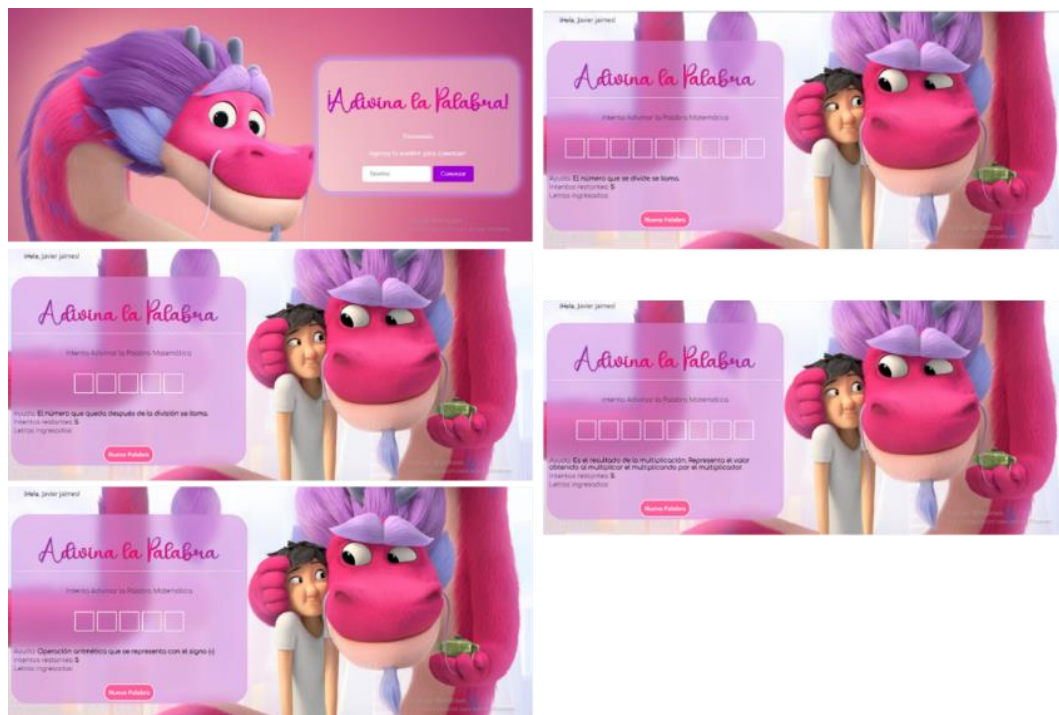 ¡Adivina la Palabra!
Ingresa tu nombre para comenzar!
Nombre
Comenzar
¡Hola, Javier jaimes!
Adivina la Palabra
Intenta Adivinar la Palabra Matemática
Ayuda: El número que se divide se llama.
Intentos restantes: 5
Letras ingresadas:
Nueva Palabra
¡Hola, Javier jaimes!
Adivina la Palabra
Intenta Adivinar la Palabra Matemática
Ayuda: El número que queda después de la división se llama.
Intentos restantes: 5
Letras ingresadas:
Nueva Palabra
¡Hola, Javier jaimes!
Adivina la Palabra
Intenta Adivinar la Palabra Matemática
Ayuda: Es el resultado de la multiplicación. Representa el valor
obtenido al multiplicar el multiplicando por el multiplicador.
Intentos restantes: 5
Letras ingresadas:
Nueva Palabra
¡Hola, Javier jaimes!
Adivina la Palabra
Intenta Adivinar la Palabra Matemática
Ayuda: Operación aritmética que se representa con el signo
Intentos restantes: 5
Letras ingresadas:
Nueva Palabra